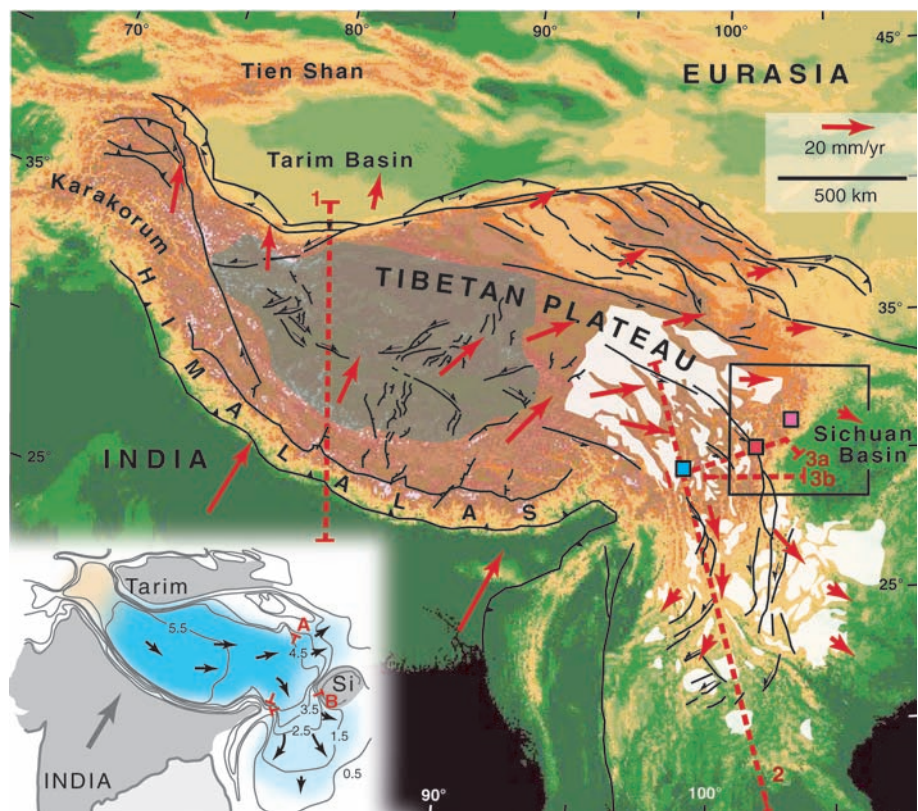 70°
80°
90°
100°
45°
Tien Shan
EURASIA
20 mm/yr
500 km
35°
Tarim Basin
Karakorum
1
TIBETAN PLATEAU
35°
HIMALALAS
25°
INDIA
Sichuan
Basin
3a
3b
25°
Tarim
5.5
A
4.5
Si
B
3.5
2.5
1.5
0.5
INDIA
90°
100°
2